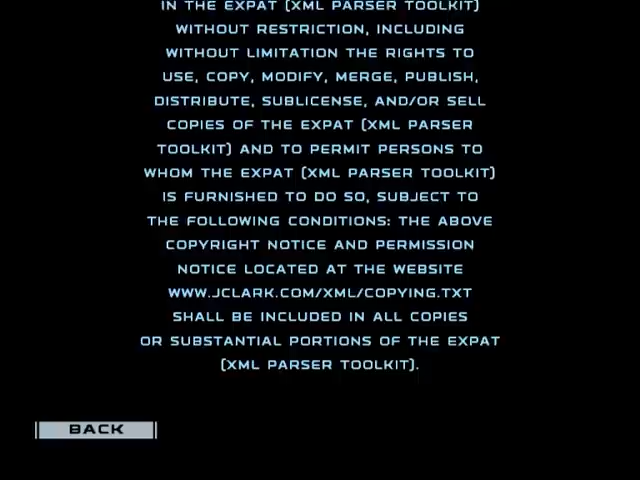 IN THE EXPAT (XML PARSER TOOLKIT)
WITHOUT RESTRICTION, INCLUDING
WITHOUT LIMITATION THE RIGHTS TO
USE, COPY, MODIFY, MERGE, PUBLISH,
DISTRIBUTE, SUBLICENSE, AND/OR SELL
COPIES OF THE EXPAT (XML PARSER
TOOLKIT) AND TO PERMIT PERSONS TO
WHOM THE EXPAT (XML PARSER TOOLKIT)
IS FURNISHED TO DO SO, SUBJECT TO
THE FOLLOWING CONDITIONS: THE ABOVE
COPYRIGHT NOTICE AND PERMISSION
NOTICE LOCATED AT THE WEBSITE
WWW.JCLARK.COM/XML/COPYING.TXT
SHALL BE INCLUDED IN ALL COPIES
OR SUBSTANTIAL PORTIONS OF THE EXPAT
(XML PARSER TOOLKIT).
BACK